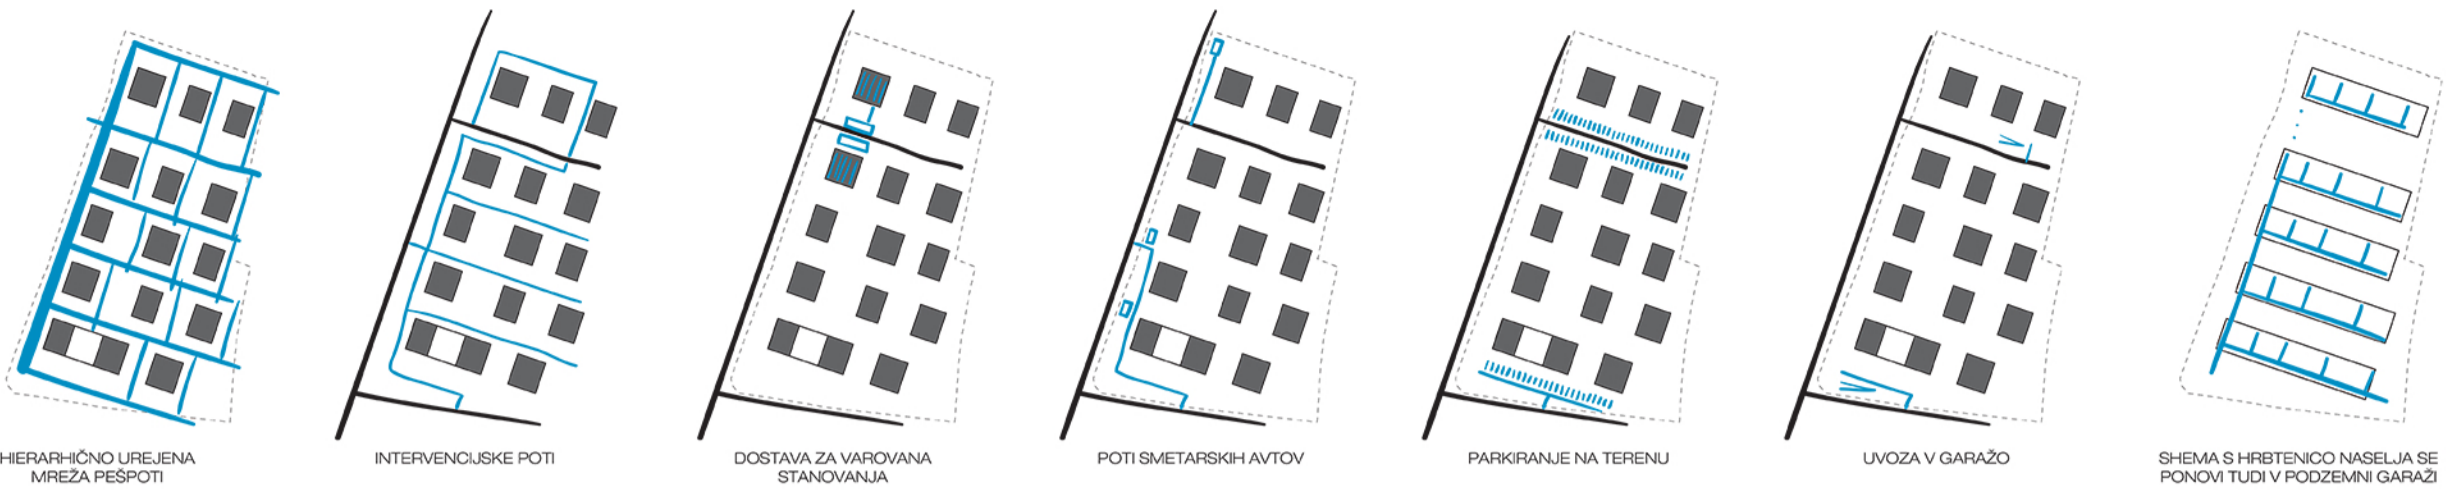 HIERARHIČNO UREJENA
MREŽA PEŠPOTI
INTERVENCIJSKE POTI
DOSTAVA ZA VAROVANA
STANOVANJA
POTI SMETARSKIH AVTOV
PARKIRANJE NA TERENU
UVOZA V GARAŽO
SHEMA S HRBTENICO NASELJA SE
PONOVI TUDI V PODZEMNI GARAŽI